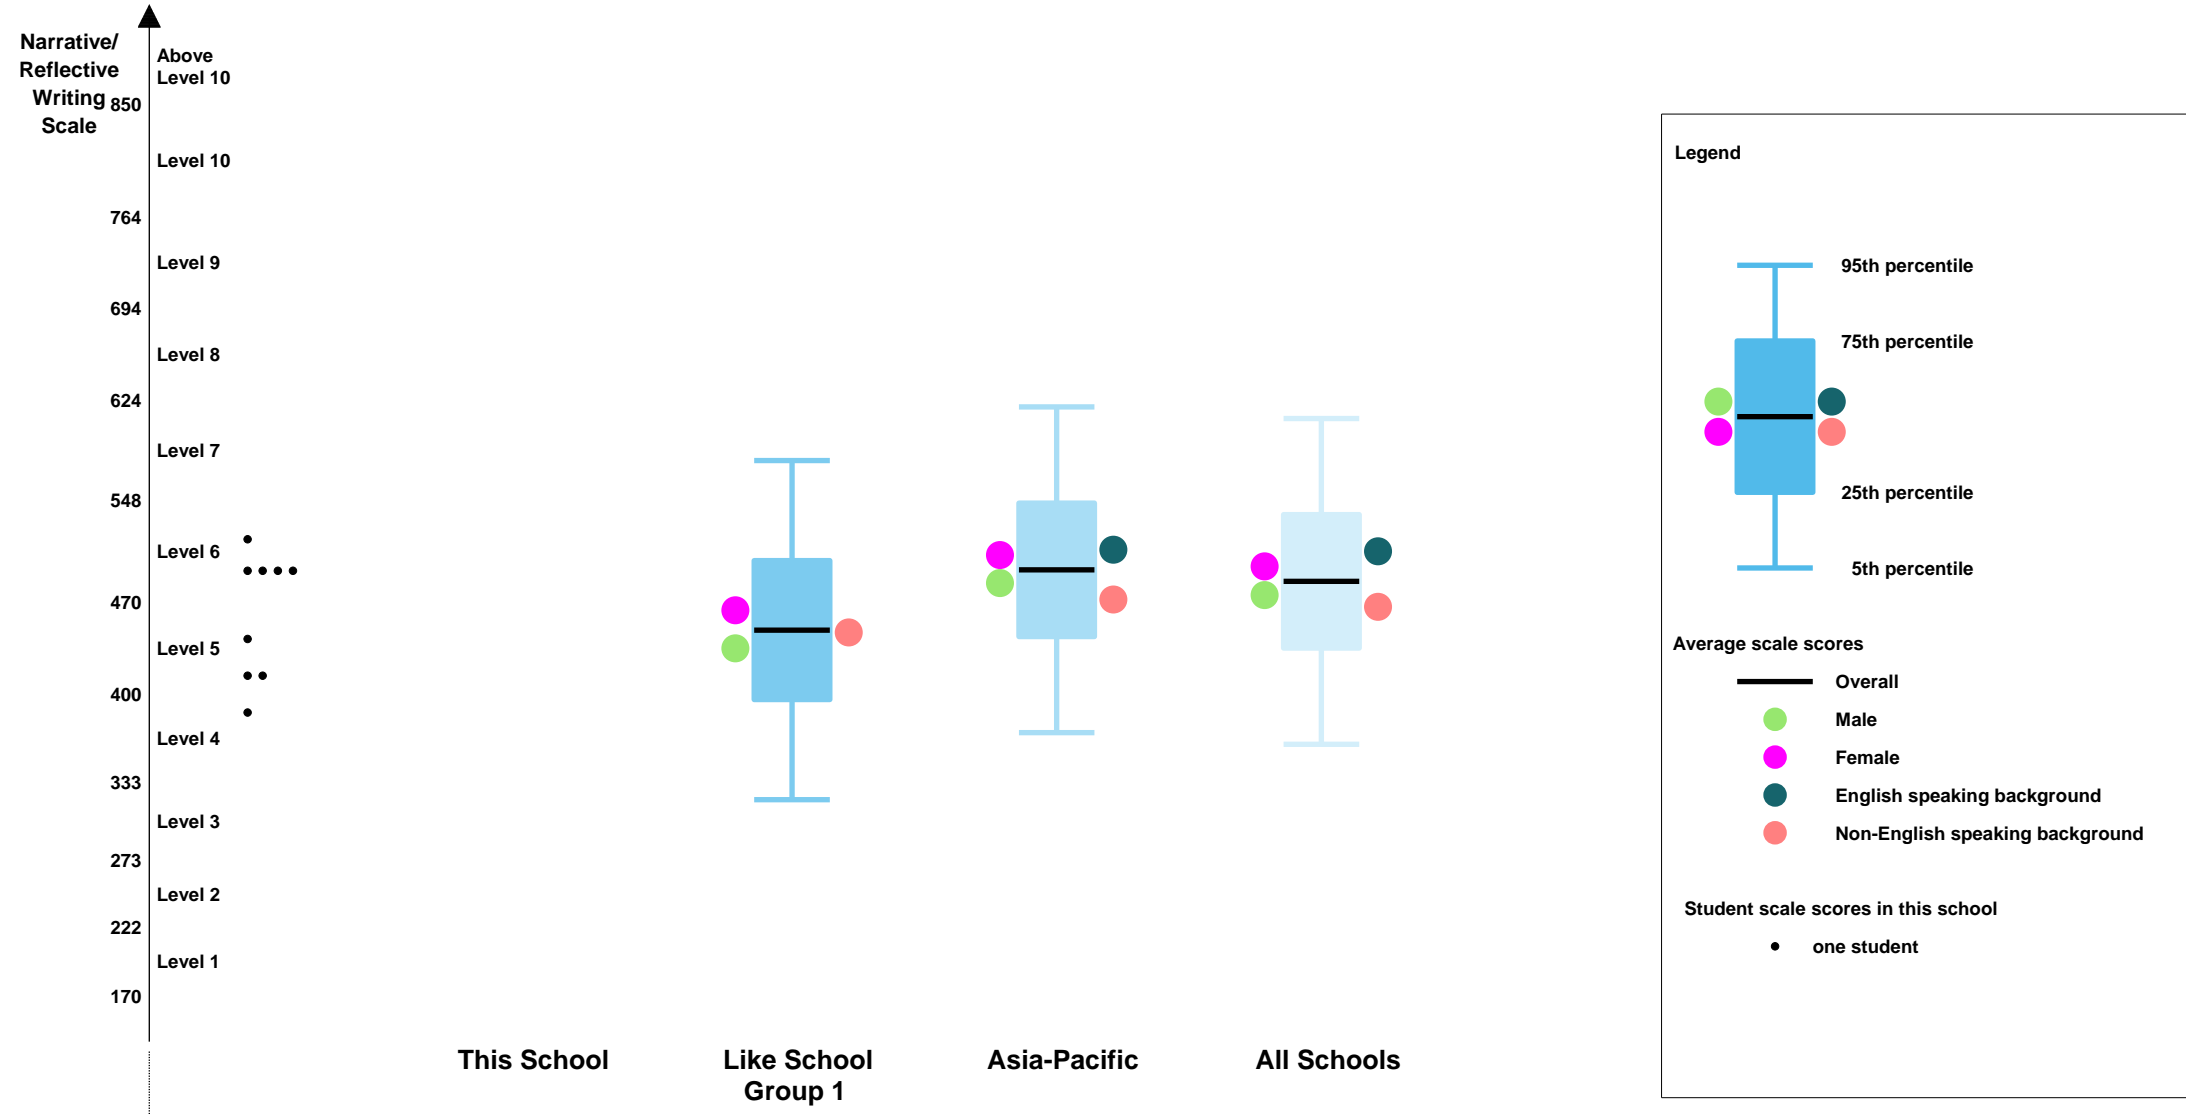 Narrative/
Reflective
Writing
Scale
Above
Level 10
850
Level 10
764
Level 9
694
Level 8
624
Level 7
548
Level 6
470
Level 5
400
Level 4
333
Level 3
273
Level 2
222
Level 1
170
This School
Like School
Group 1
Asia-Pacific
All Schools
Legend
95th percentile
75th percentile
25th percentile
5th percentile
Average scale scores
Overall
Male
Female
English speaking background
Non-English speaking background
Student scale scores in this school
one student